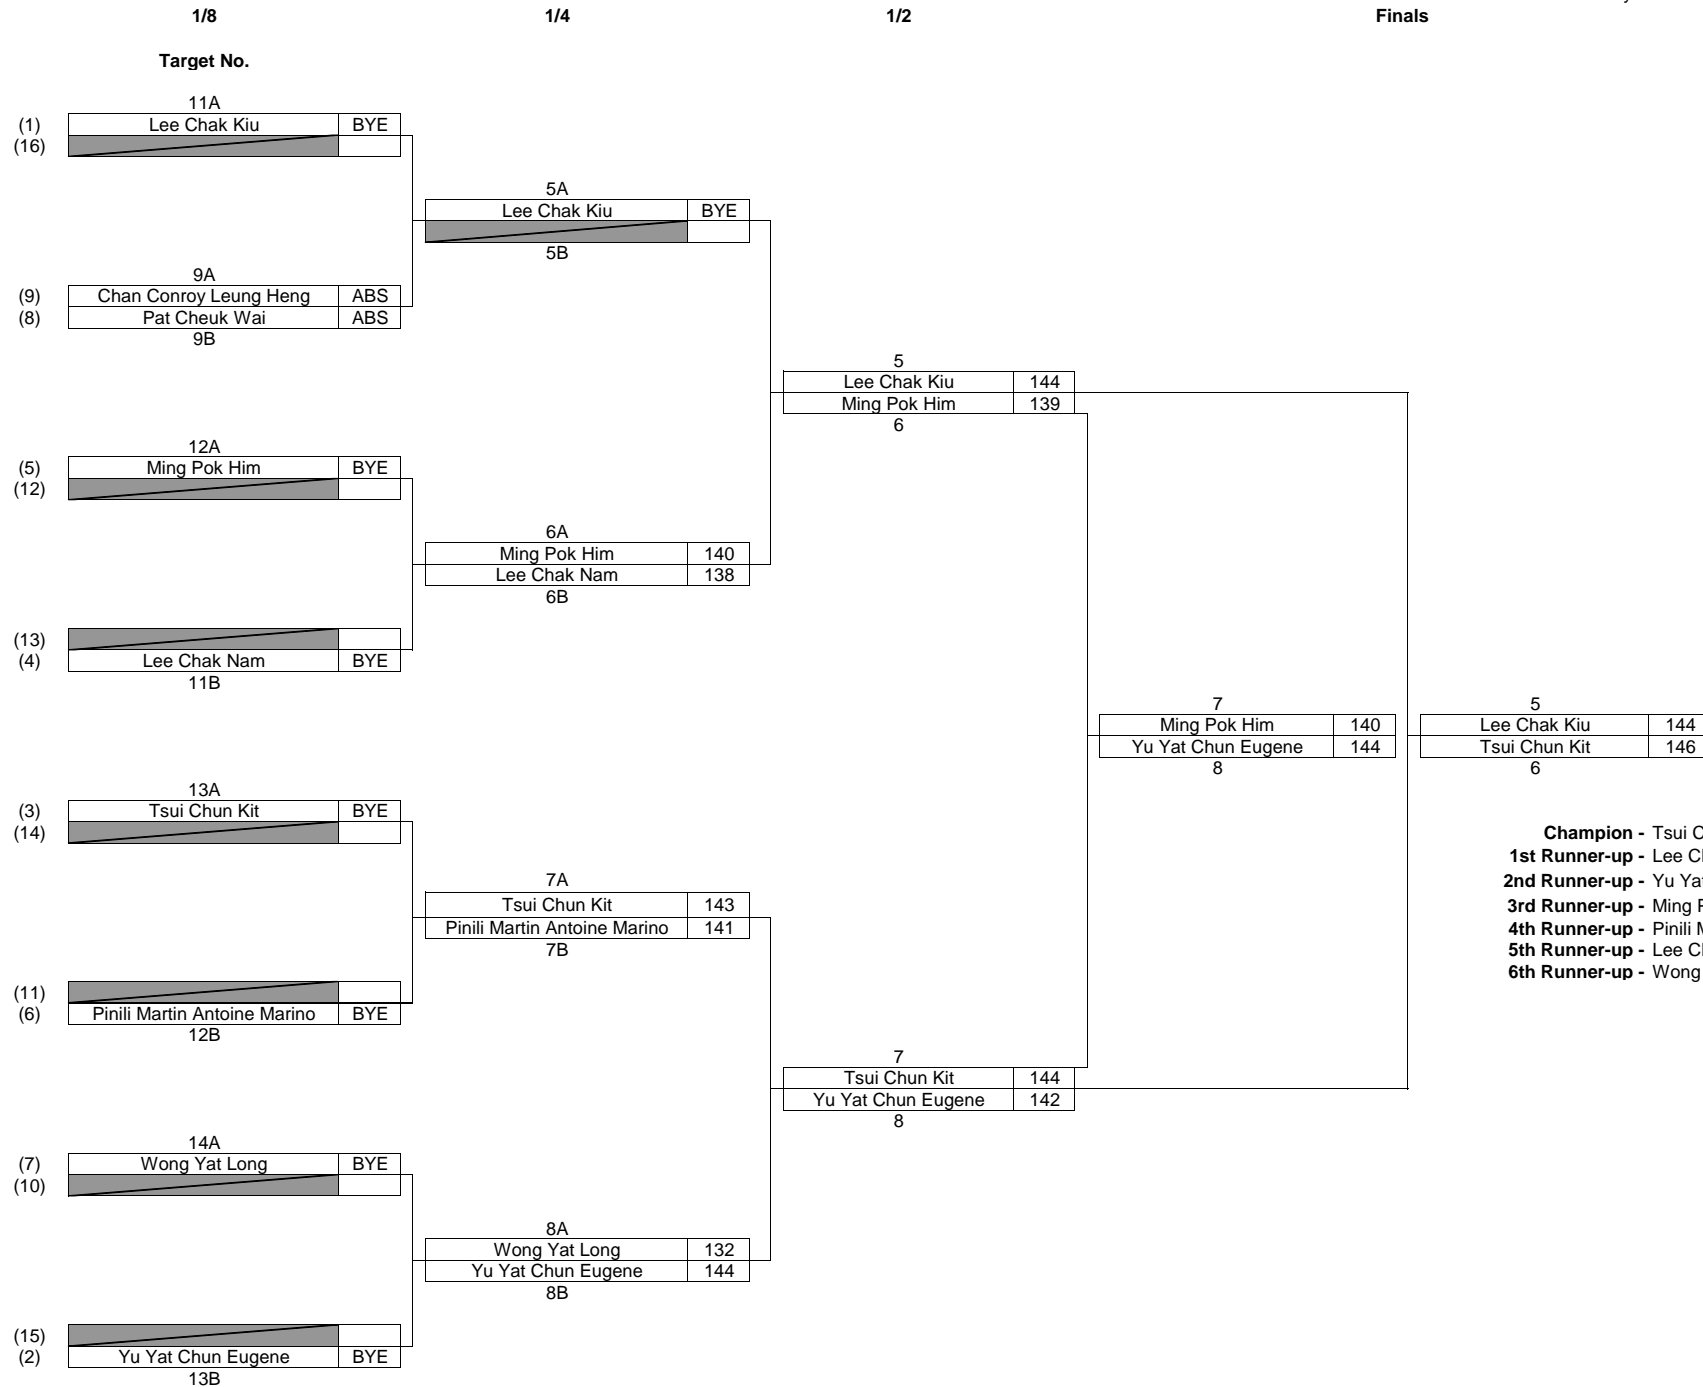 1/8 1/4 1/2 Finals
Target No.
11A
(1) Lee Chak Kiu BYE
(16)
5A
Lee Chak Kiu BYE
5B
9A
(9) Chan Conroy Leung Heng ABS
(8) Pat Cheuk Wai ABS
9B
5
Lee Chak Kiu 144
Ming Pok Him 139
6
12A
(5) Ming Pok Him BYE
(12)
6A
Ming Pok Him 140
Lee Chak Nam 138
6B
(13)
(4) Lee Chak Nam BYE
11B
7 5
Ming Pok Him 140 Lee Chak Kiu 144
Yu Yat Chun Eugene 144 Tsui Chun Kit 146
8 6
13A
(3) Tsui Chun Kit BYE
(14)
Champion - Tsui C
1st Runner-up - Lee C
2nd Runner-up - Yu Ya
3rd Runner-up - Ming
4th Runner-up - Pinili
5th Runner-up - Lee C
6th Runner-up - Wong
7A
Tsui Chun Kit 143
Pinili Martin Antoine Marino 141
7B
(11)
(6) Pinili Martin Antoine Marino BYE
12B
7
Tsui Chun Kit 144
Yu Yat Chun Eugene 142
8
14A
(7) Wong Yat Long BYE
(10)
8A
Wong Yat Long 132
Yu Yat Chun Eugene 144
8B
(15)
(2) Yu Yat Chun Eugene BYE
13B